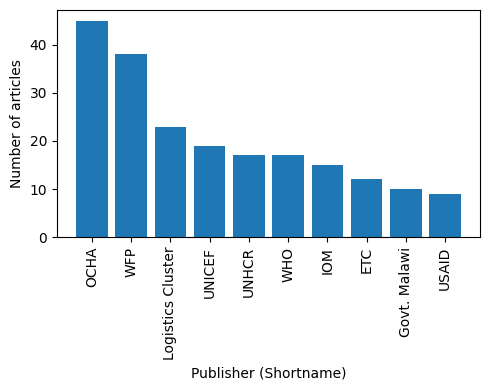 Number of articles
40
30
20
10
0
OCHA
WFP
Logistics Cluster
UNICEF
UNHCR
WHO
IOM
ETC
Govt. Malawi
USAID
Publisher (Shortname)